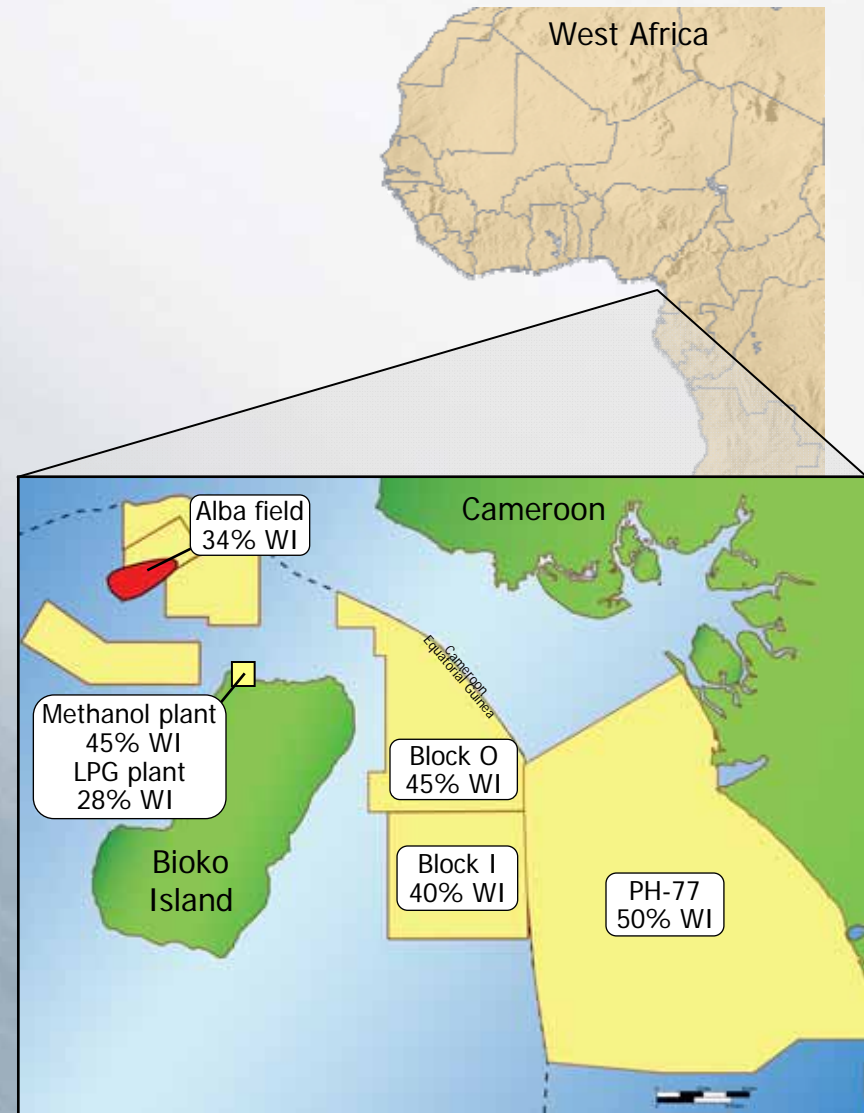 West Africa
Alba field
34% WI
Cameroon
Cameroon
Equatorial Guinea
Methanol plant
45% WI
LPG plant
28% WI
Block O
45% WI
Bioko
Island
Block I
40% WI
PH-77
50% WI